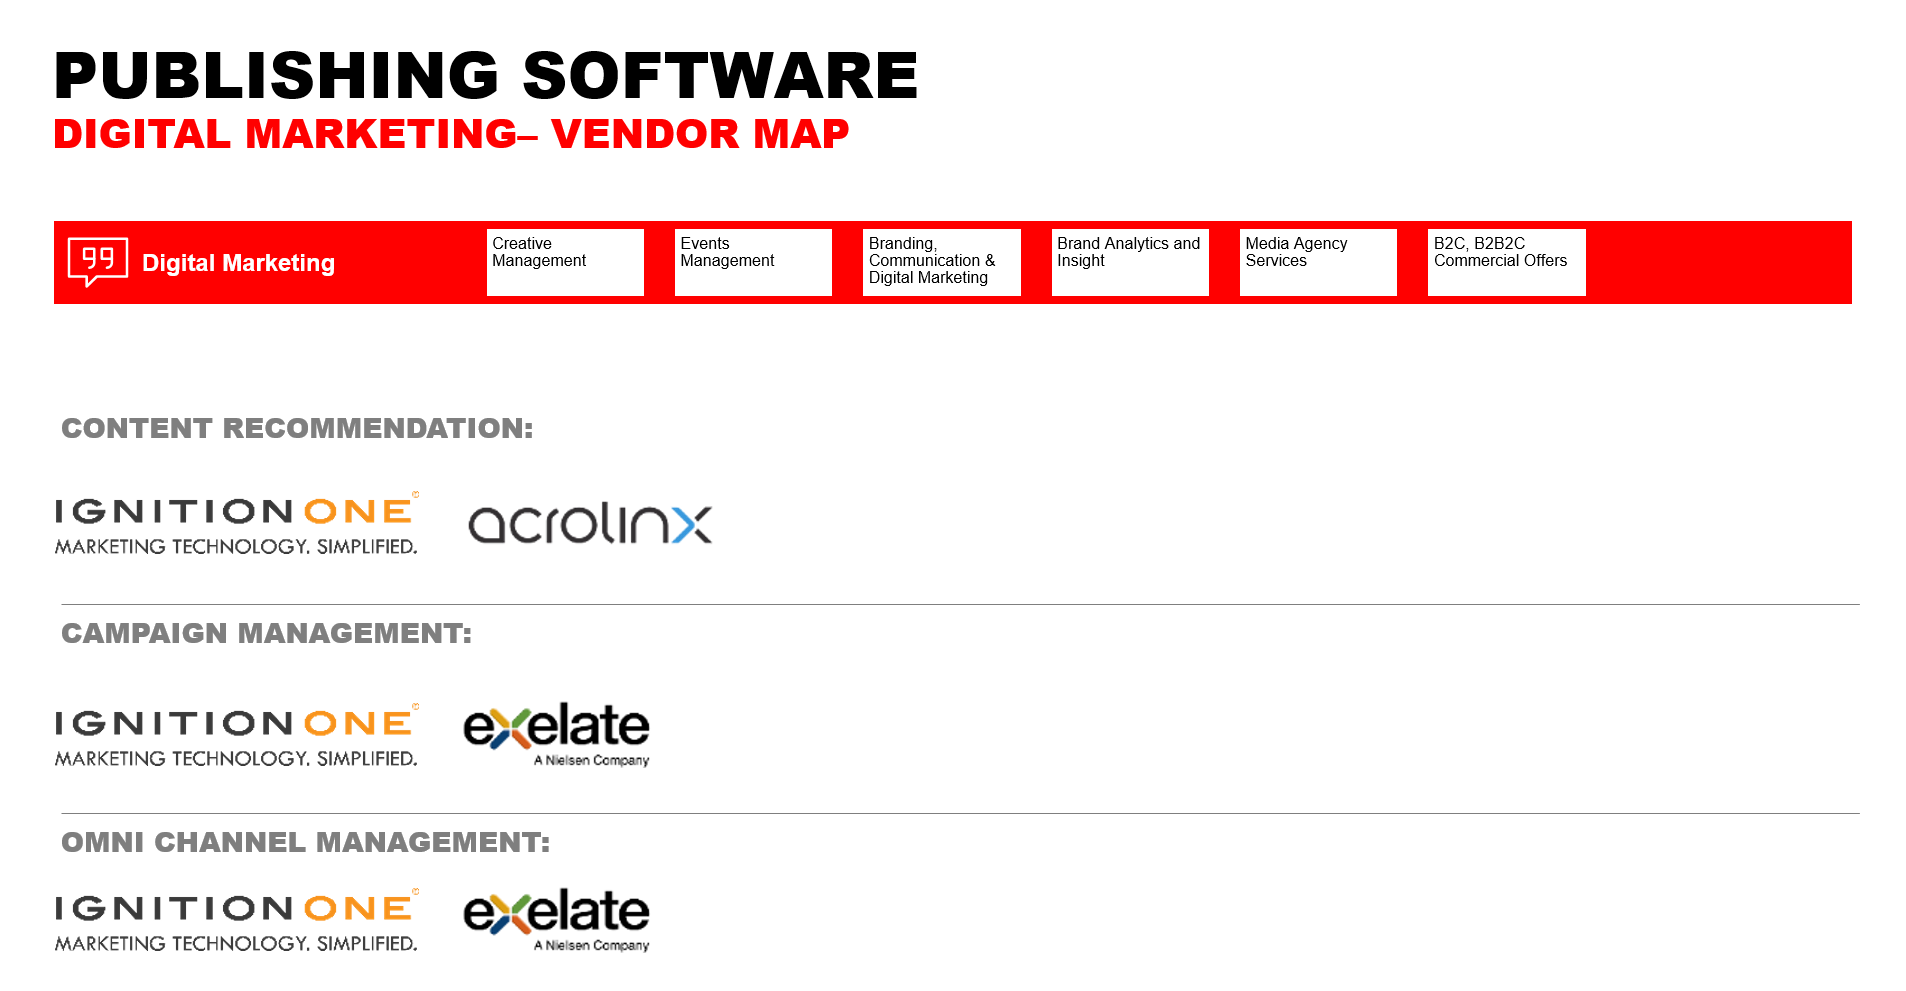 PUBLISHING SOFTWARE
DIGITAL MARKETING– VENDOR MAP
Digital Marketing
Creative
Management
Events
Management
Branding,
Communication &
Digital Marketing
Brand Analytics and
Insight
Media Agency
Services
B2C, B2B2C
Commercial Offers
CONTENT RECOMMENDATION:
IGNITIONONE®
MARKETING TECHNOLOGY. SIMPLIFIED.
acrolinx
CAMPAIGN MANAGEMENT:
IGNITIONONE®
MARKETING TECHNOLOGY. SIMPLIFIED.
exelate
A Nielsen Company
OMNI CHANNEL MANAGEMENT:
IGNITIONONE®
MARKETING TECHNOLOGY. SIMPLIFIED.
exelate
A Nielsen Company